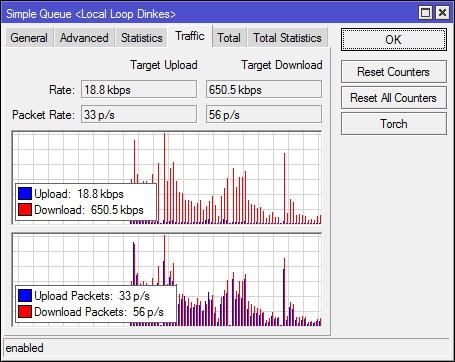 Simple Queue <Local Loop Dinkes>
General Advanced Statistics Traffic Total Total Statistics
OK
Target Upload Target Download
Rate: 18.8 kbps 650.5 kbps
Reset Counters
Reset All Counters
Packet Rate: 33 p/s 56 p/s
Torch
Upload: 18.8 kbps
Download: 650.5 kbps
Upload Packets: 33 p/s
Download Packets: 56 p/s
enabled